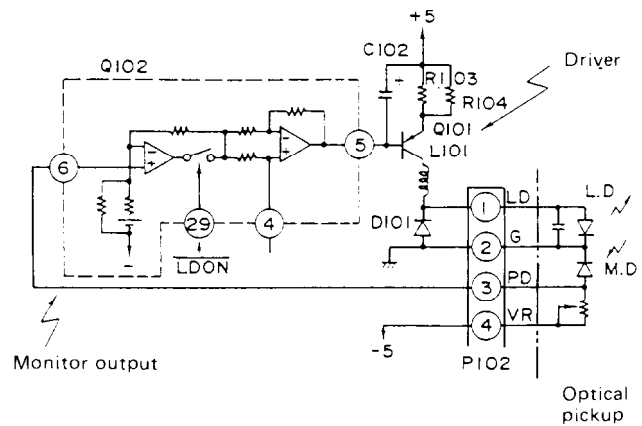 +5
C102
Q102
+
R103
Driver
R104
Q101
L101
6
5
1
LD
L.D
D101
29
4
2
G
LDON
M.D
3
PD
4
VR
-5
Monitor output
P102
Optical
pickup